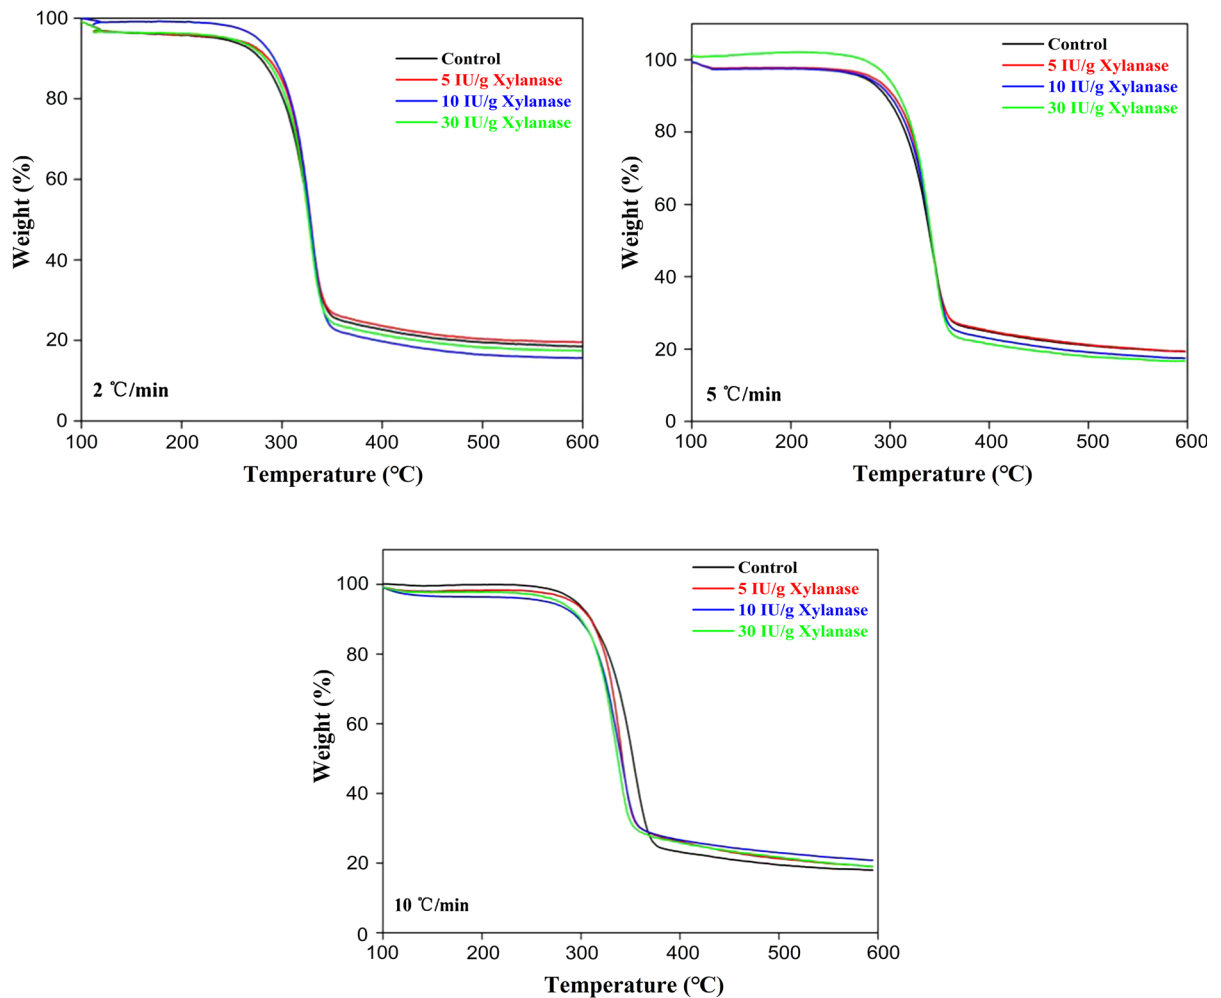 100
80
60
40
20
0
Weight (%)
Control
5 IU/g Xylanase
10 IU/g Xylanase
30 IU/g Xylanase
2 ℃/min
100 200 300 400 500 600
Temperature (℃)
100
80
60
40
20
0
Weight (%)
Control
5 IU/g Xylanase
10 IU/g Xylanase
30 IU/g Xylanase
5 ℃/min
100 200 300 400 500 600
Temperature (℃)
100
80
60
40
20
0
Weight (%)
Control
5 IU/g Xylanase
10 IU/g Xylanase
30 IU/g Xylanase
10 ℃/min
100 200 300 400 500 600
Temperature (℃)